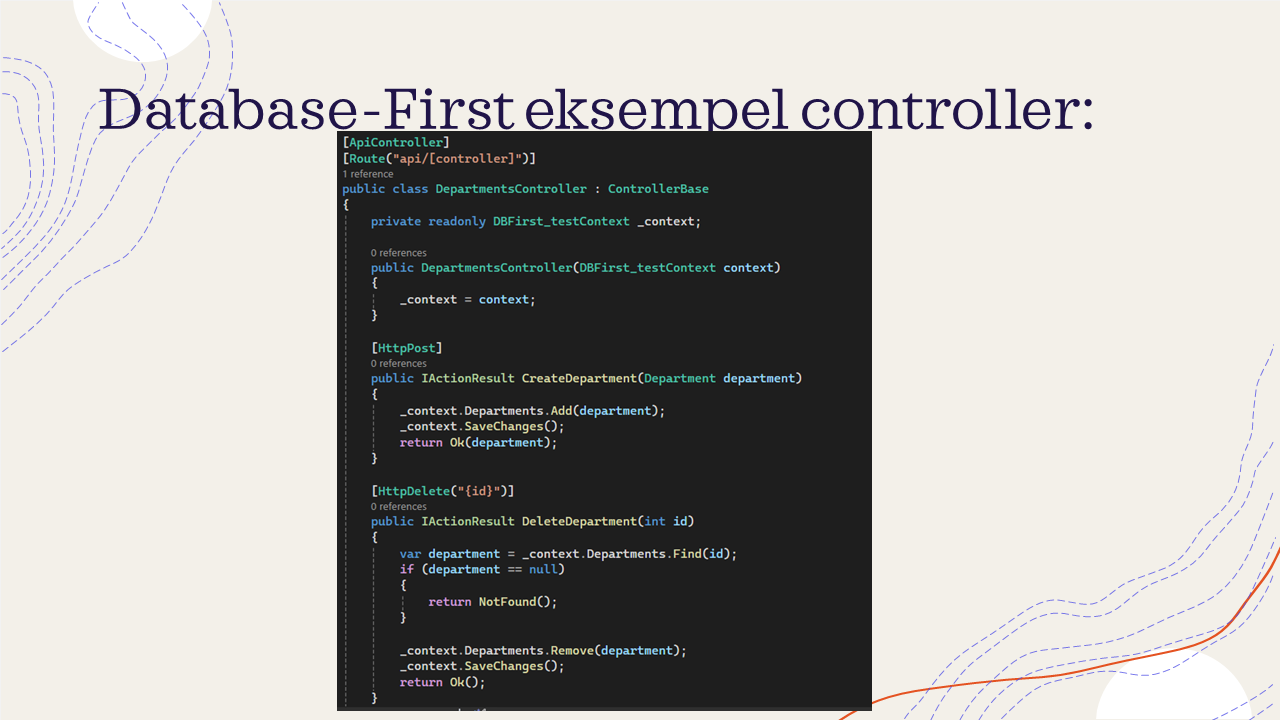 Database-First eksempel controller:
[ApiController]
[Route("api/[controller]")]
1 reference
public class DepartmentsController : ControllerBase
{
private readonly DBFirst_testContext _context;
0 references
public DepartmentsController(DBFirst_testContext context)
{
_context = context;
}
[HttpPost]
0 references
public IActionResult CreateDepartment(Department department)
{
_context.Departments.Add(department);
_context.SaveChanges();
return Ok(department);
}
[HttpDelete("{id}")]
0 references
public IActionResult DeleteDepartment(int id)
{
var department = _context.Departments.Find(id);
if (department == null)
{
return NotFound();
}
_context.Departments.Remove(department);
_context.SaveChanges();
return Ok();
}